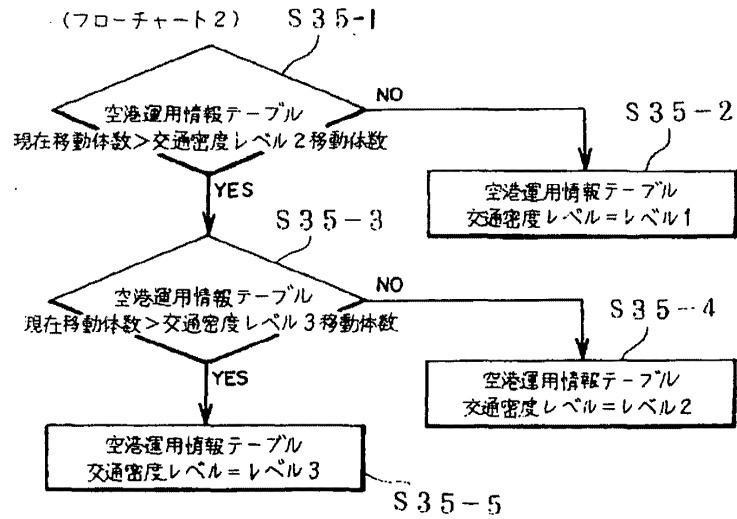 (フローチャート2)
S35-1
空港運用情報テーブル
現在移動体数>交通密度レベル2移動体数
NO
YES
S35-2
空港運用情報テーブル
交通密度レベル=レベル1
S35-3
空港運用情報テーブル
現在移動体数>交通密度レベル3移動体数
NO
YES
S35-4
空港運用情報テーブル
交通密度レベル=レベル2
空港運用情報テーブル
交通密度レベル=レベル3
S35-5